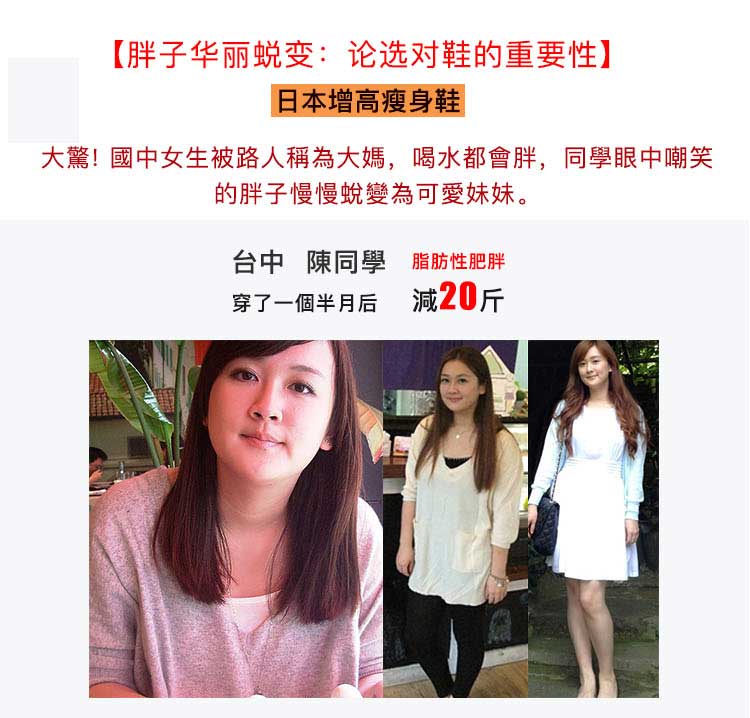 【胖子华丽蜕变：论选对鞋的重要性】
日本增高瘦身鞋
大驚! 國中女生被路人稱為大媽，喝水都會胖，同學眼中嘲笑
的胖子慢慢蛻變為可愛妹妹。
台中 陳同學 脂肪性肥胖
穿了一個半月后 減20斤